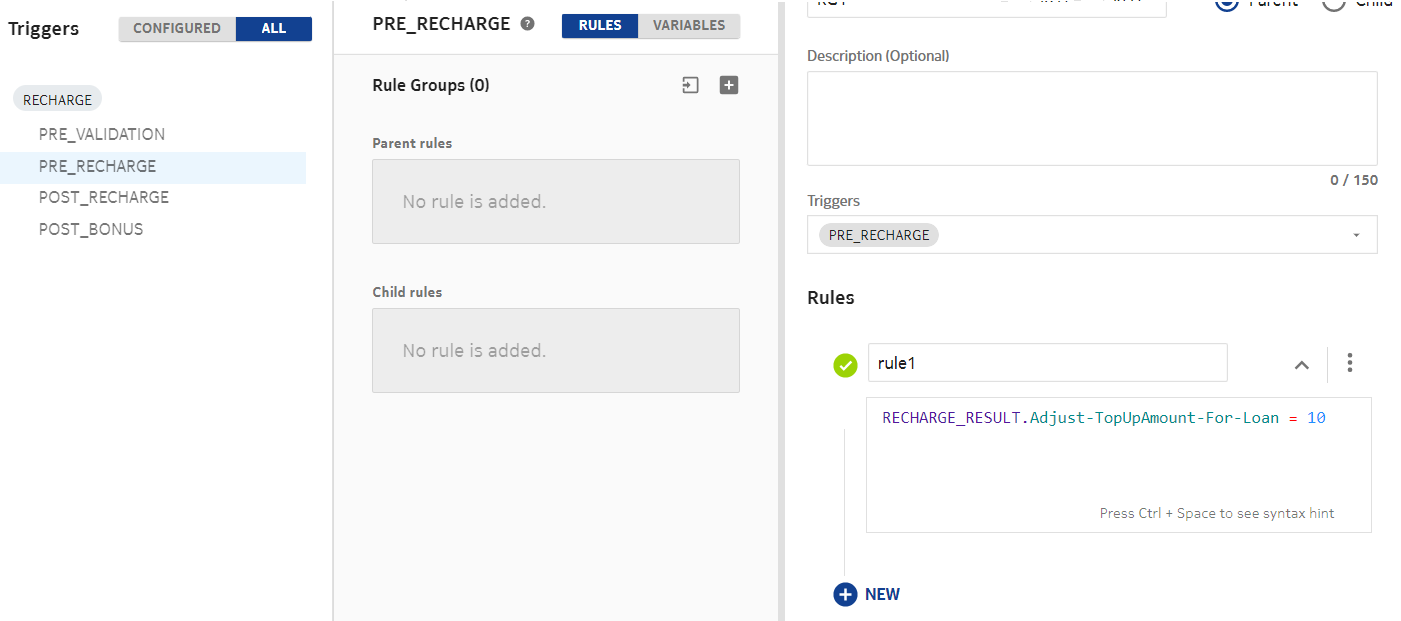 Triggers
CONFIGURED
ALL
RECHARGE
PRE_VALIDATION
PRE_RECHARGE
POST_RECHARGE
POST_BONUS
PRE_RECHARGE
RULES
VARIABLES
Rule Groups (0)
Parent rules
No rule is added.
Child rules
No rule is added.
Parent
Child
Description (Optional)
0 / 150
Triggers
PRE_RECHARGE
Rules
rule1
RECHARGE_RESULT.Adjust-TopUpAmount-For-Loan = 10
Press Ctrl + Space to see syntax hint
NEW